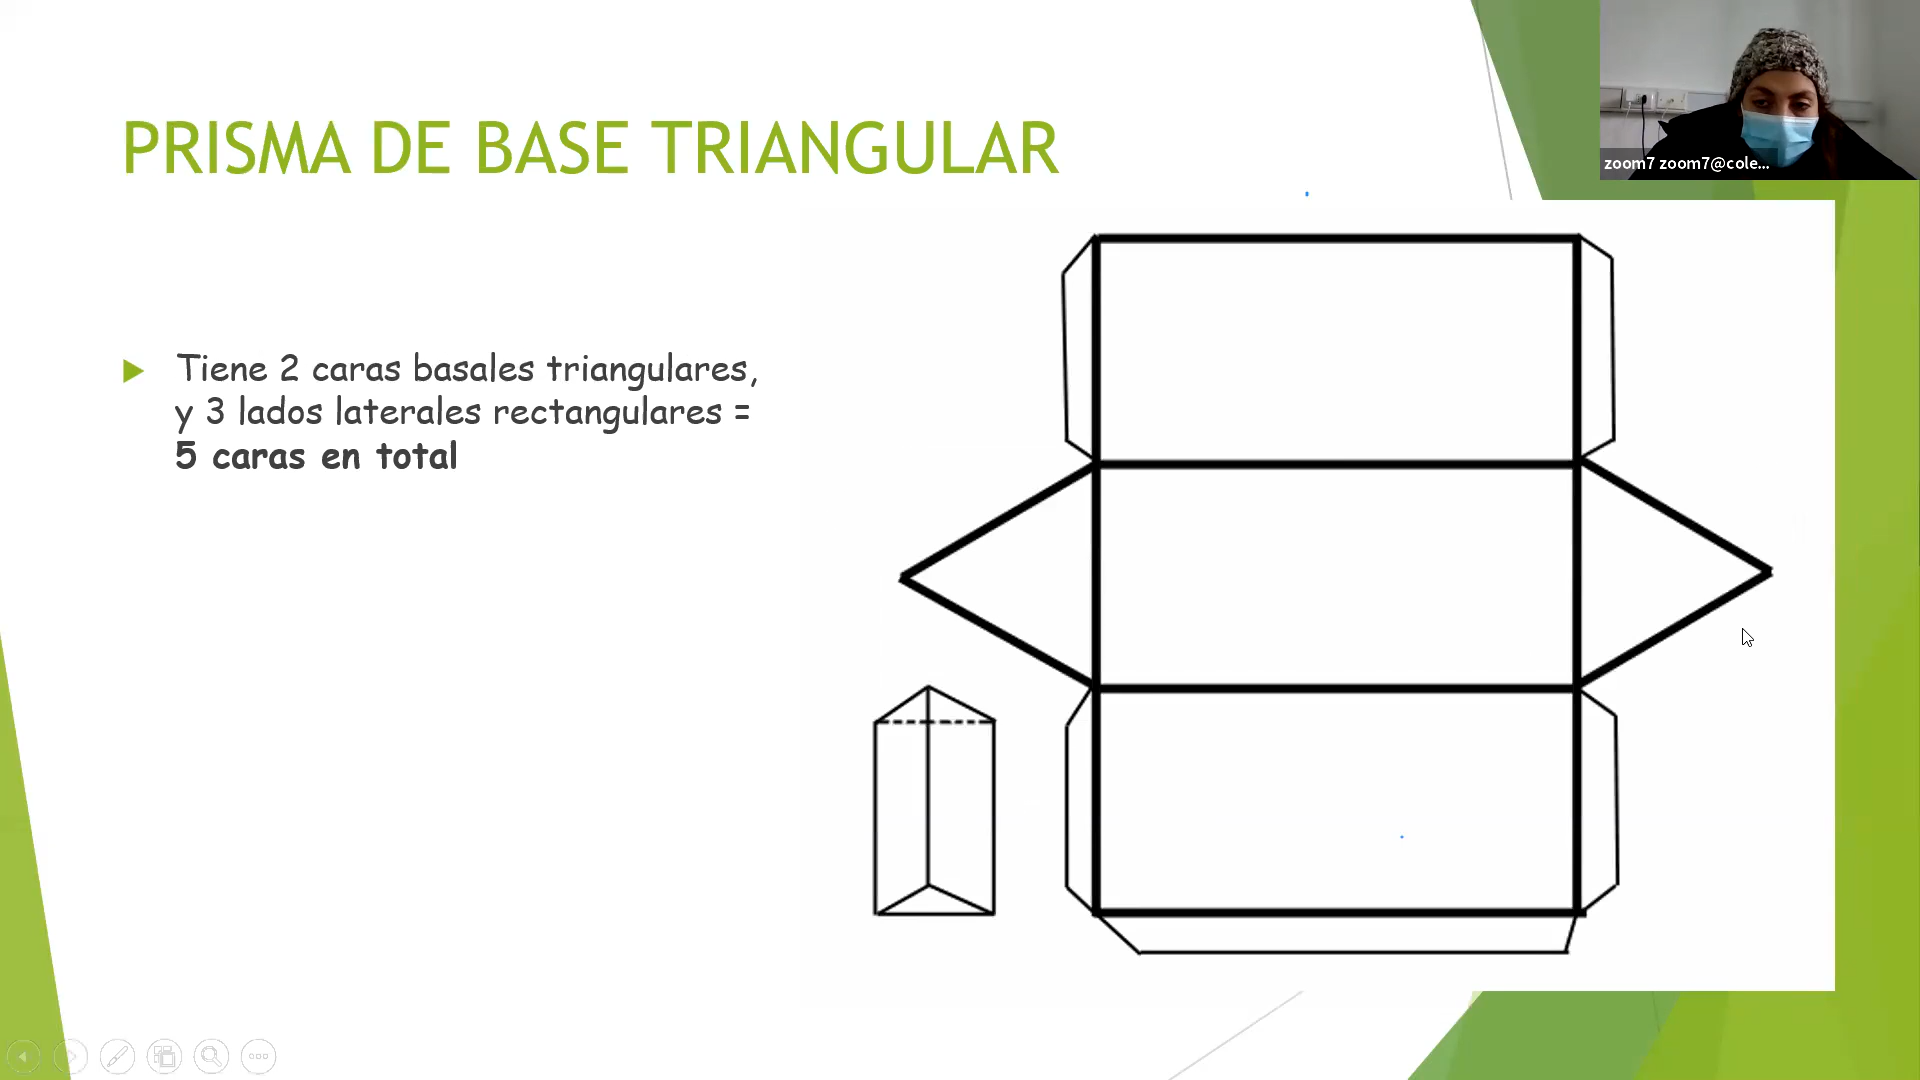 PRISMA DE BASE TRIANGULAR
Tiene 2 caras basales triangulares,
y 3 lados laterales rectangulares =
5 caras en total
zoom7 zoom7@cole...